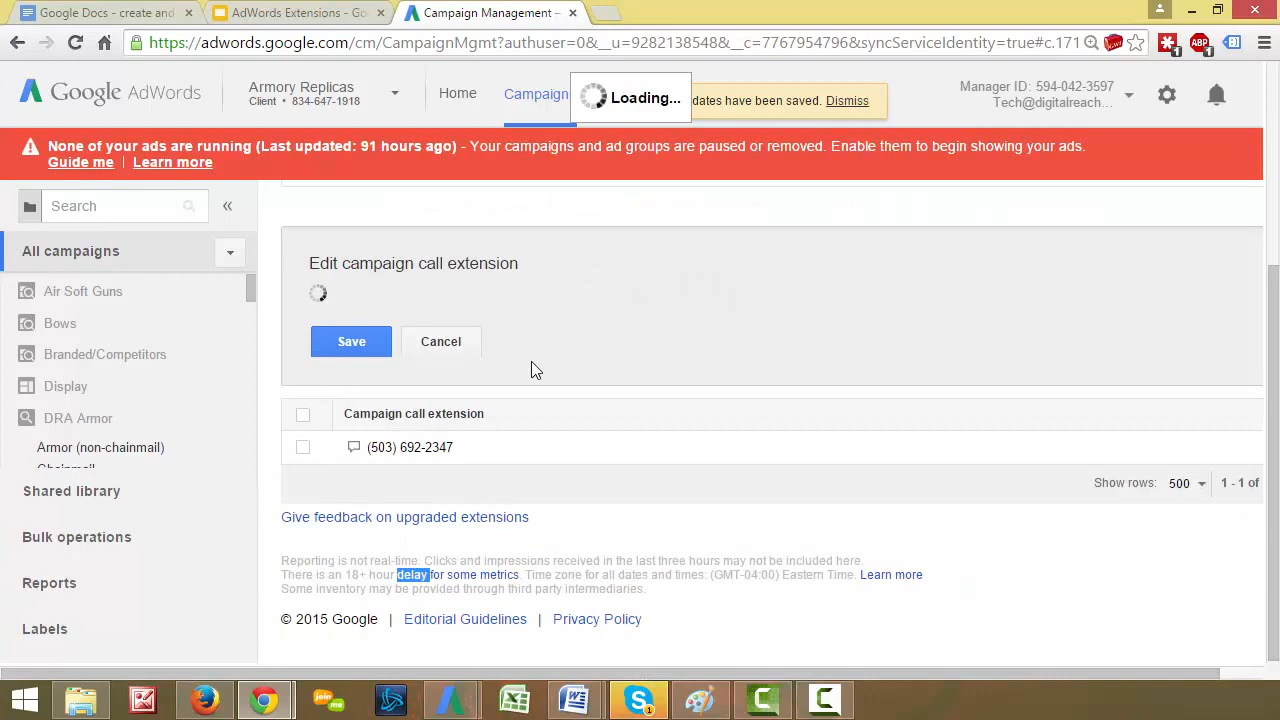 Google Docs - create and
AdWords Extensions - Go
Campaign Management –
https://adwords.google.com/cm/CampaignMgmt?authuser=0&__u=9282138548&__c=7767954796&syncServiceIdentity=true#c.171
1
ABP
1
Google AdWords
Armory Replicas
Client • 834-647-1918
Home
Campaign
Loading...
dates have been saved. Dismiss
Manager ID: 594-042-3597
Tech@digitalreach...
None of your ads are running (Last updated: 91 hours ago) - Your campaigns and ad groups are paused or removed. Enable them to begin showing your ads.
Guide me | Learn more
Search
«
All campaigns
Air Soft Guns
Bows
Branded/Competitors
Display
DRA Armor
Armor (non-chainmail)
Chainmail
Shared library
Bulk operations
Reports
Labels
Edit campaign call extension
Save
Cancel
Campaign call extension
(503) 692-2347
Show rows: 500
1 - 1 of
Give feedback on upgraded extensions
Reporting is not real-time. Clicks and impressions received in the last three hours may not be included here.
There is an 18+ hour delay for some metrics. Time zone for all dates and times: (GMT-04:00) Eastern Time. Learn more
Some inventory may be provided through third party intermediaries.
© 2015 Google | Editorial Guidelines | Privacy Policy
join me
1